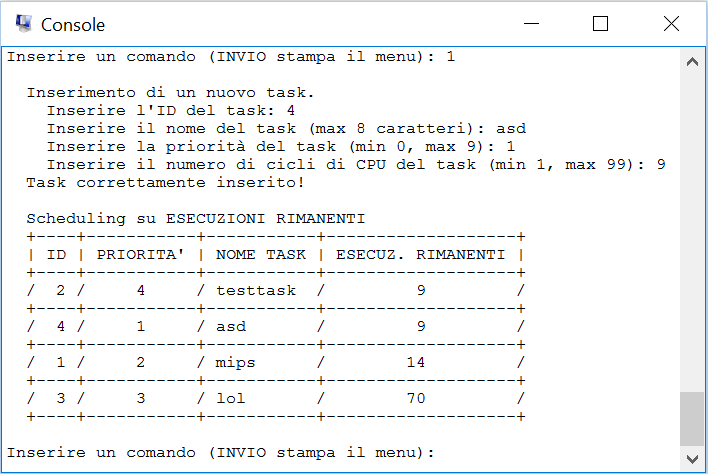 Console
Inserire un comando (INVIO stampa il menu): 1
  Inserimento di un nuovo task.
    Inserire l'ID del task: 4
    Inserire il nome del task (max 8 caratteri): asd
    Inserire la priorità del task (min 0, max 9): 1
    Inserire il numero di cicli di CPU del task (min 1, max 99): 9
  Task correttamente inserito!
  Scheduling su ESECUZIONI RIMANENTI
  +----+-----------+-----------+-------------------+
  | ID | PRIORITA' | NOME TASK | ESECUZ. RIMANENTI |
  +----+-----------+-----------+-------------------+
  /  2 /     4     / testtask  /         9         /
  +----+-----------+-----------+-------------------+
  /  4 /     1     / asd       /         9         /
  +----+-----------+-----------+-------------------+
  /  1 /     2     / mips      /        14         /
  +----+-----------+-----------+-------------------+
  /  3 /     3     / lol       /        70         /
  +----+-----------+-----------+-------------------+
Inserire un comando (INVIO stampa il menu):